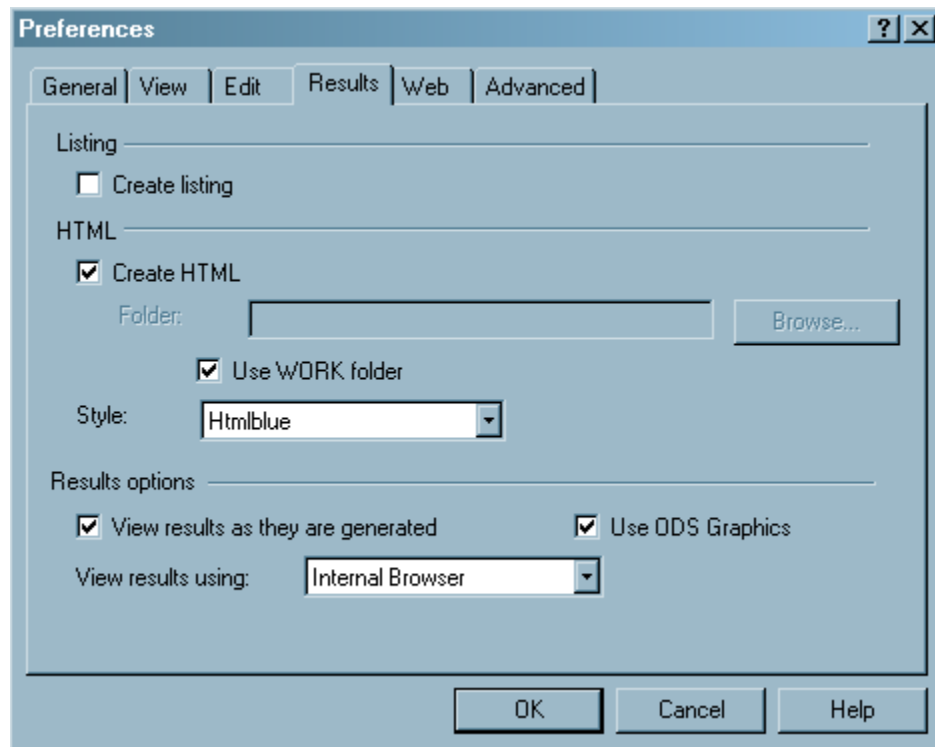 Preferences
General View Edit Results Web Advanced
Listing
Create listing
HTML
Create HTML
Folder: Browse...
Use WORK folder
Style: Htmlblue
Results options
View results as they are generated Use ODS Graphics
View results using: Internal Browser
OK Cancel Help